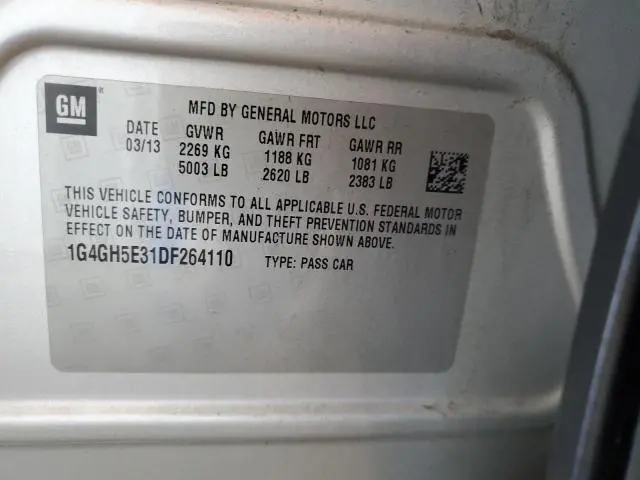 GM
MFD BY GENERAL MOTORS LLC
DATE GVWR GAWR FRT GAWR RR
03/13 2269 KG 1188 KG 1081 KG
5003 LB 2620 LB 2383 LB
THIS VEHICLE CONFORMS TO ALL APPLICABLE U.S. FEDERAL MOTOR
VEHICLE SAFETY, BUMPER, AND THEFT PREVENTION STANDARDS IN
EFFECT ON THE DATE OF MANUFACTURE SHOWN ABOVE.
1G4GH5E31DF264110 TYPE: PASS CAR